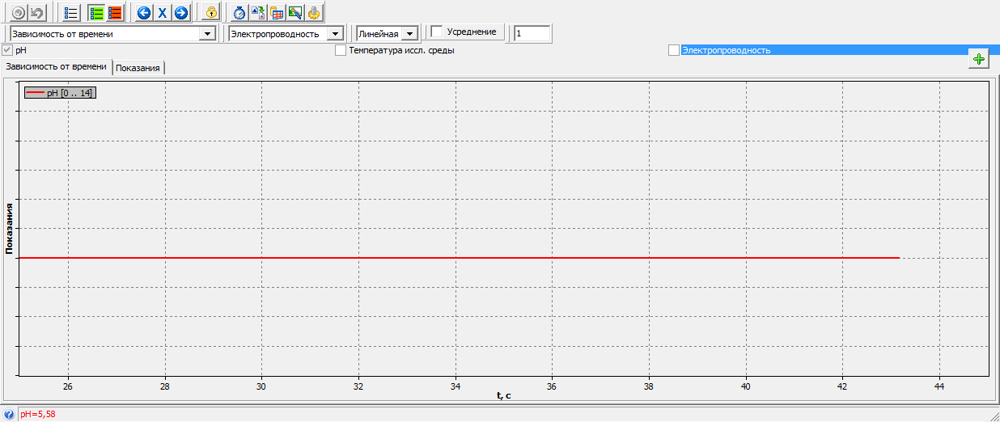 X
Зависимость от времени Электропроводность Линейная Усреднение 1
pH Температура иссл. среды Электропроводность
Зависимость от времени Показания
pH [0 .. 14]
Показания
26 28 30 32 34 36 38 40 42 44
t, с
? pH=5,58